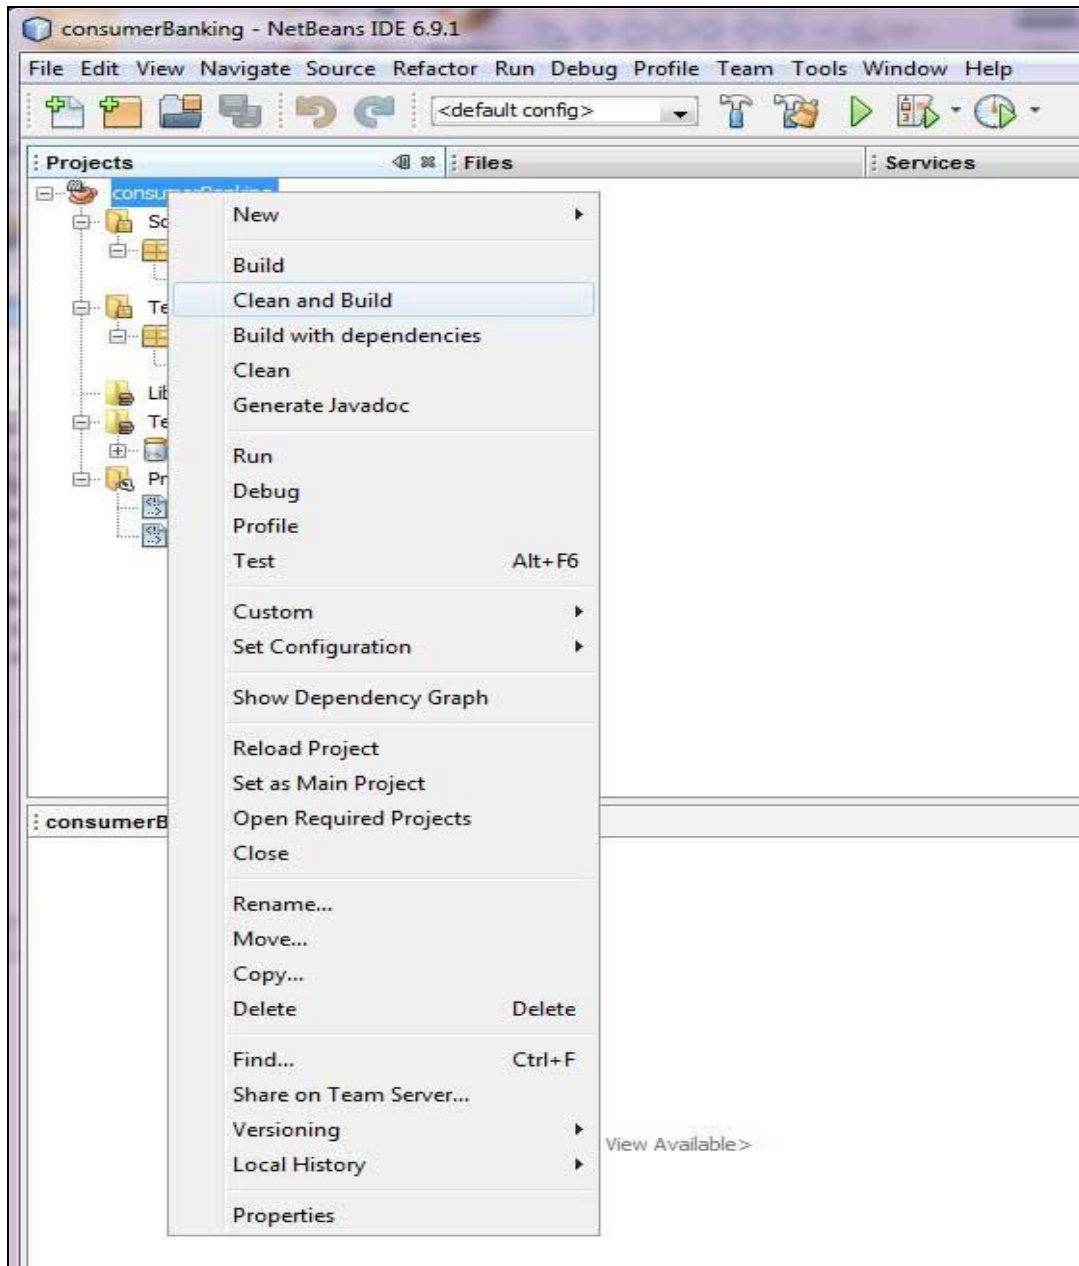 consumerBanking - NetBeans IDE 6.9.1
File Edit View Navigate Source Refactor Run Debug Profile Team Tools Window Help
<default config>
Projects Files Services
New
Build
Clean and Build
Build with dependencies
Clean
Generate Javadoc
Run
Debug
Profile
Test Alt+F6
Custom
Set Configuration
Show Dependency Graph
Reload Project
Set as Main Project
Open Required Projects
consumerB
Close
Rename...
Move...
Copy...
Delete Delete
Find... Ctrl+F
Share on Team Server...
Versioning
View Available>
Local History
Properties